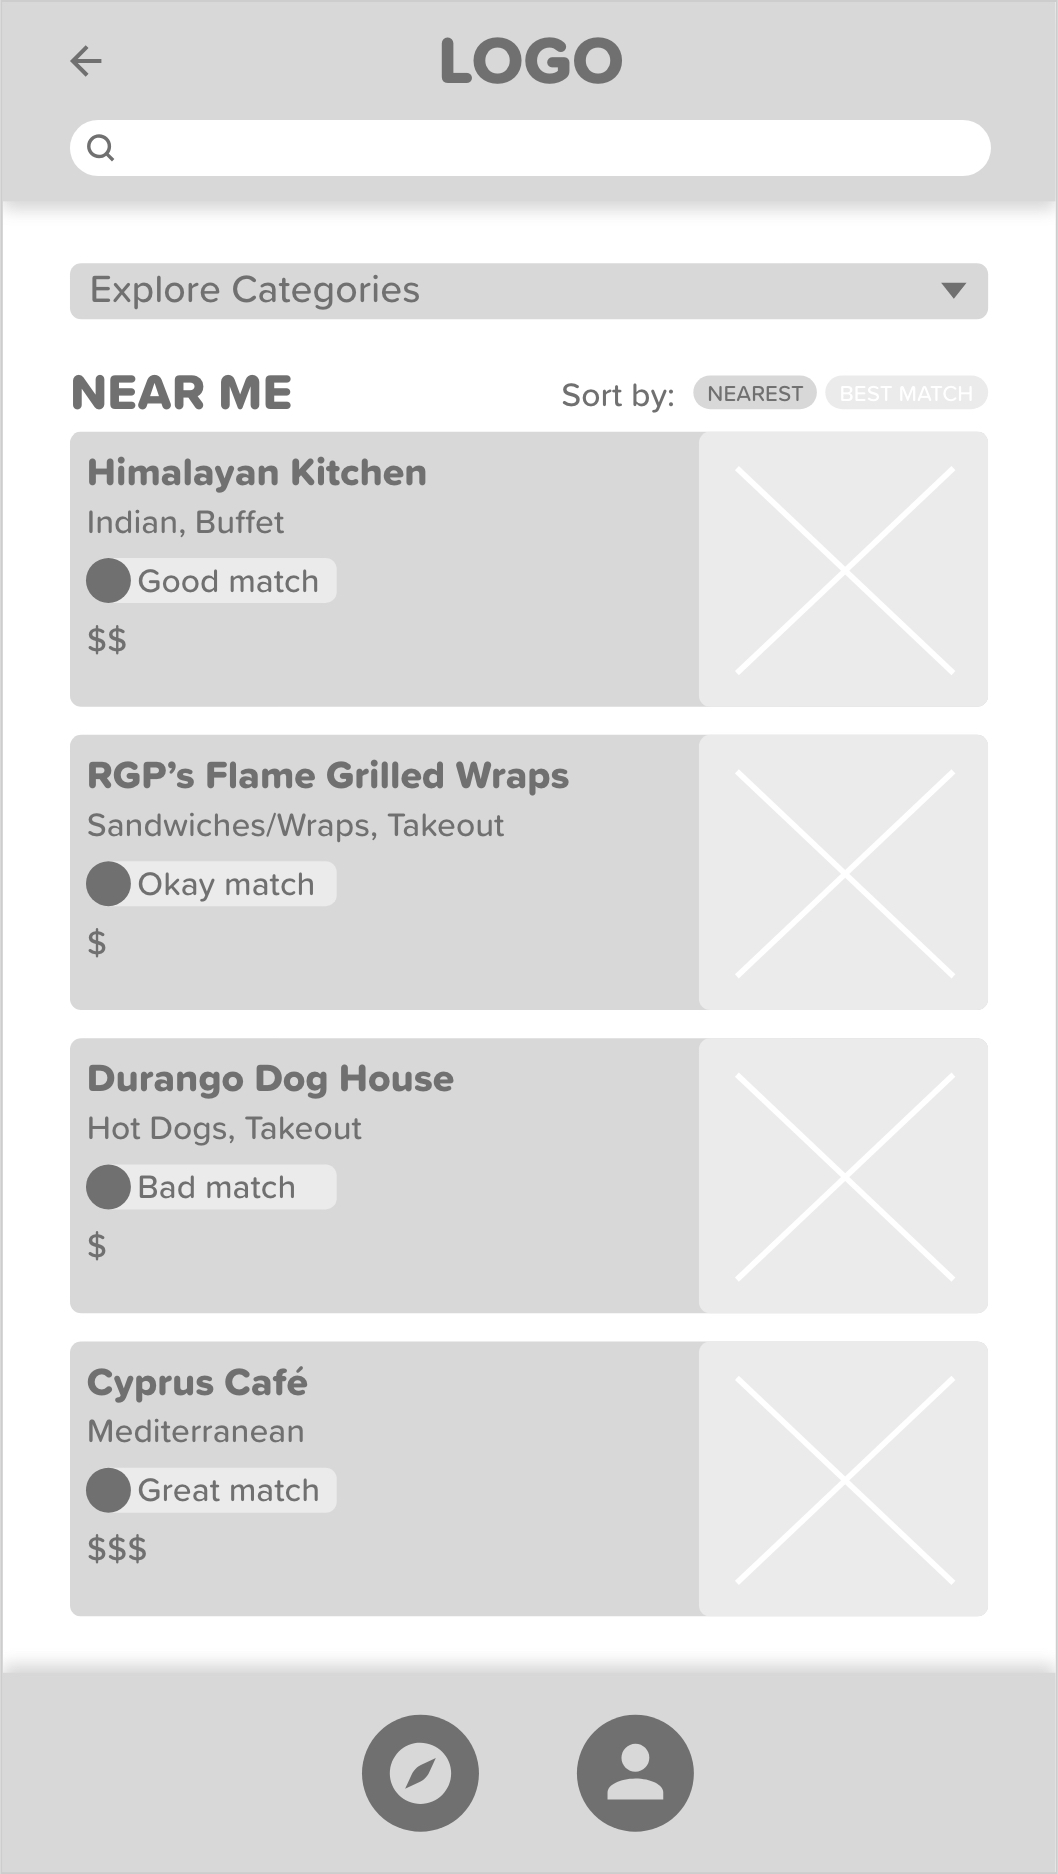 LOGO
Explore Categories
NEAR ME
Sort by: NEAREST BEST MATCH
Himalayan Kitchen
Indian, Buffet
Good match
$$
RGP’s Flame Grilled Wraps
Sandwiches/Wraps, Takeout
Okay match
$
Durango Dog House
Hot Dogs, Takeout
Bad match
$
Cyprus Café
Mediterranean
Great match
$$$